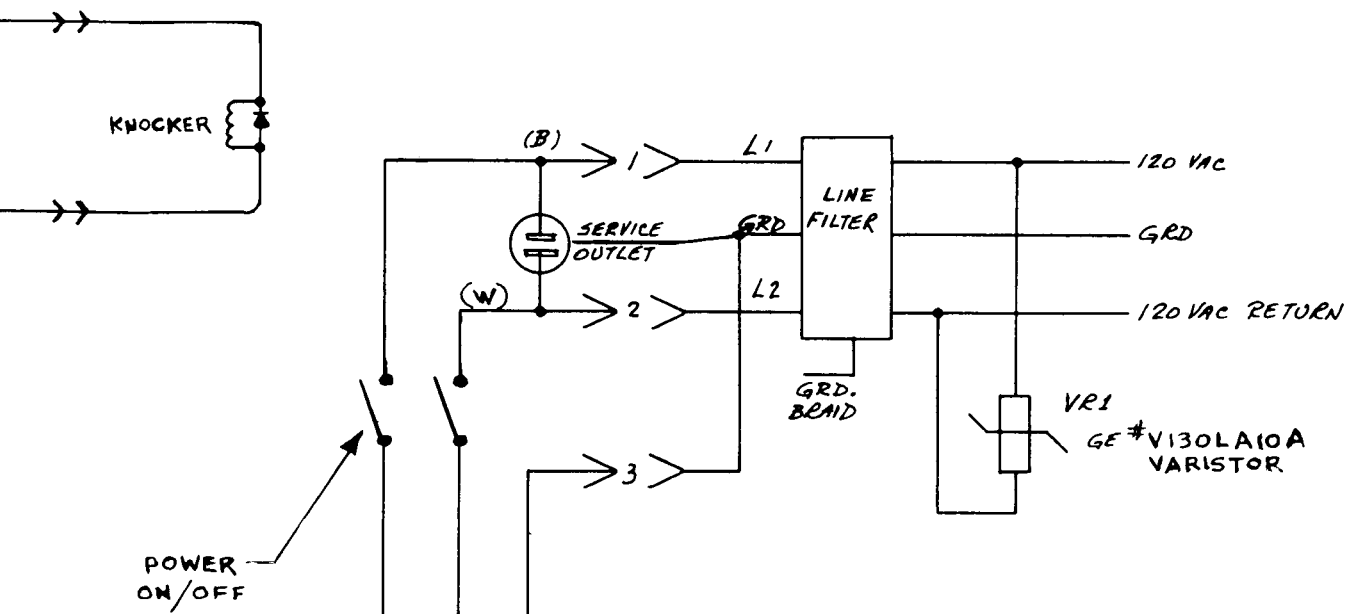 KNOCKER
(B)
1
L1
LINE
FILTER
120 VAC
SERVICE
OUTLET
GRD
GRD
(W)
2
L2
120 VAC RETURN
GRD.
BRAID
VR1
GE #V130LA10A
VARISTOR
3
POWER
ON/OFF